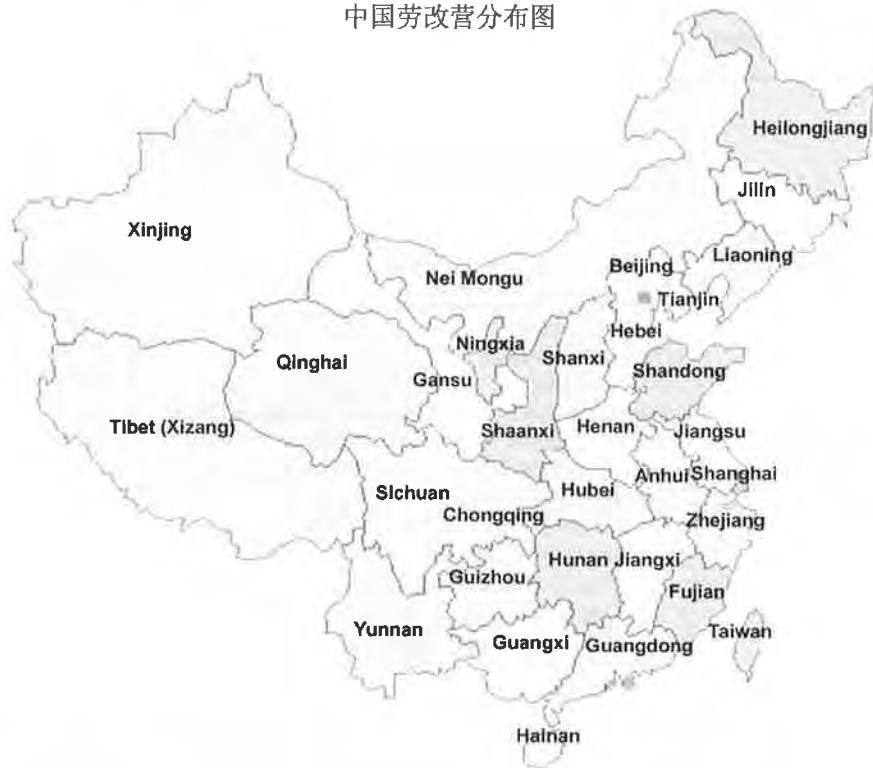 中国劳改营分布图
Heilongjiang
Jilin
Xinjing
Liaoning
Beijing
Nei Mongu
Tianjin
Hebei
Ningxia
Shanxi
Qinghai
Shandong
Gansu
Tibet (Xizang)
Shaanxi
Henan
Jiangsu
Anhui
Shanghai
Sichuan
Hubei
Chongqing
Zhejiang
Hunan
Jiangxi
Guizhou
Fujian
Yunnan
Taiwan
Guangxi
Guangdong
Hainan